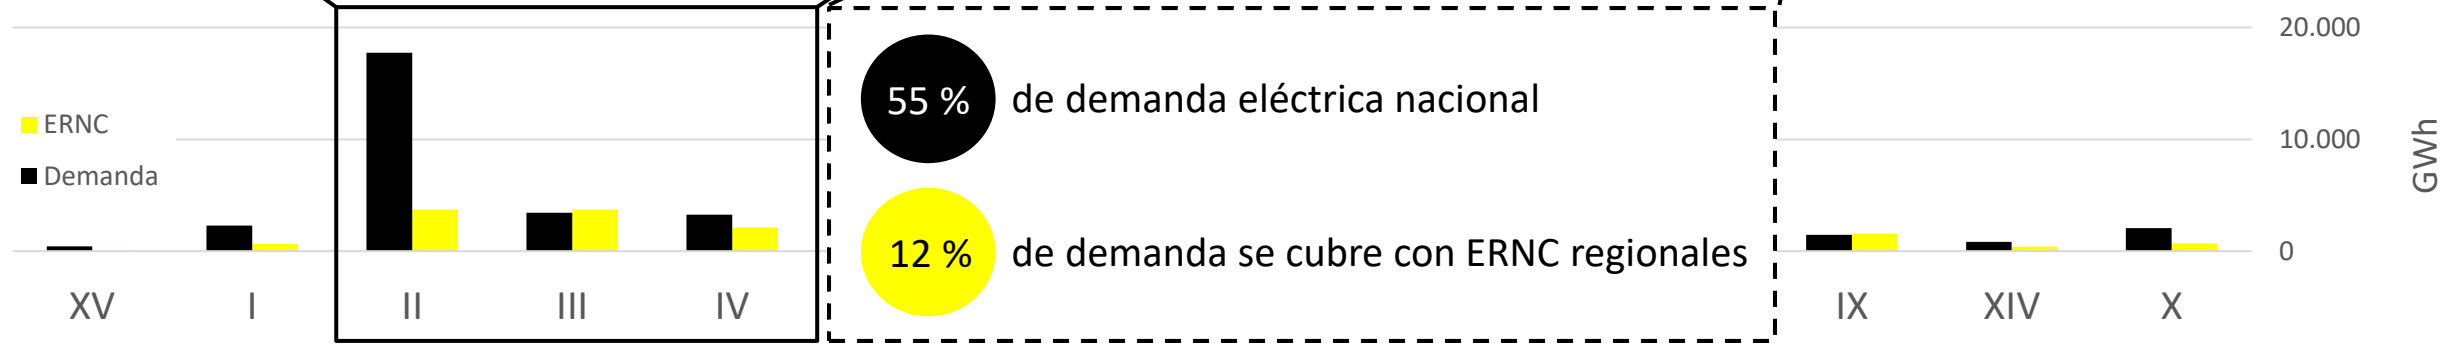 ERNC
Demanda
55 % de demanda eléctrica nacional
12 % de demanda se cubre con ERNC regionales
20.000
10.000
0
GWh
XV I II III IV IX XIV X